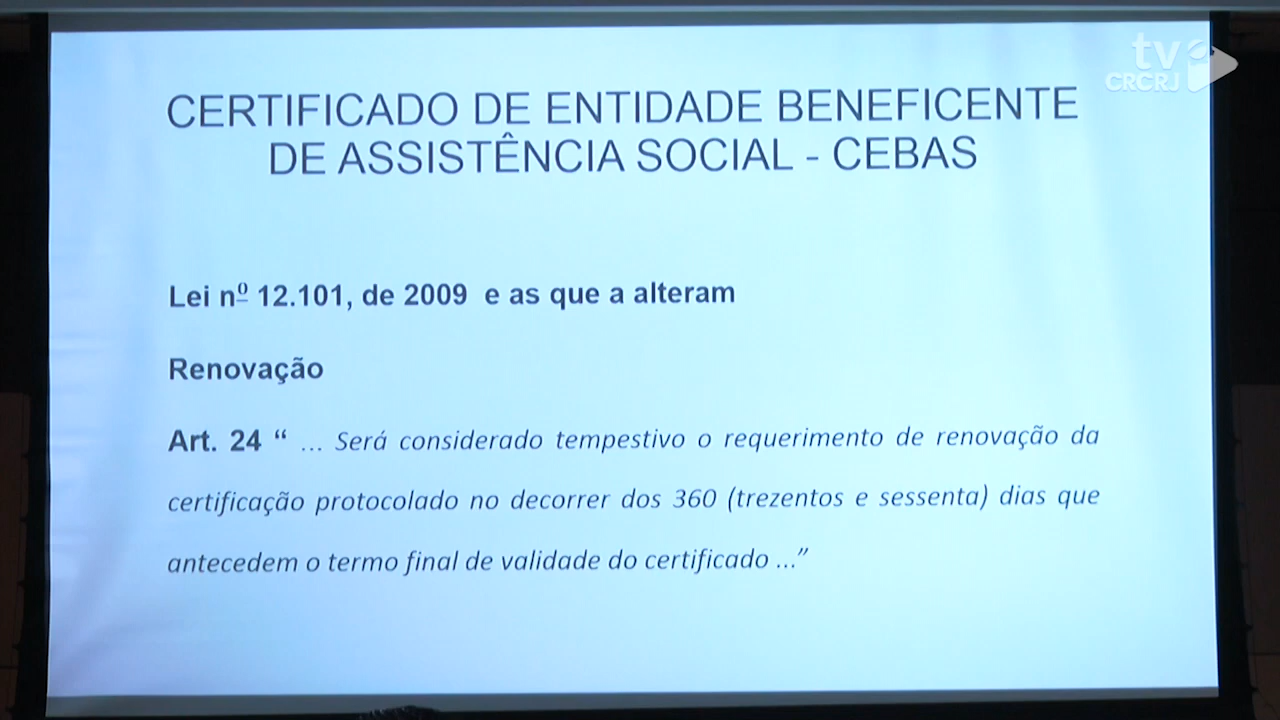 tv
CRCRJ
CERTIFICADO DE ENTIDADE BENEFICENTE
DE ASSISTÊNCIA SOCIAL - CEBAS
Lei nº 12.101, de 2009 e as que a alteram
Renovação
Art. 24 “ ... Será considerado tempestivo o requerimento de renovação da
certificação protocolado no decorrer dos 360 (trezentos e sessenta) dias que
antecedem o termo final de validade do certificado ...”